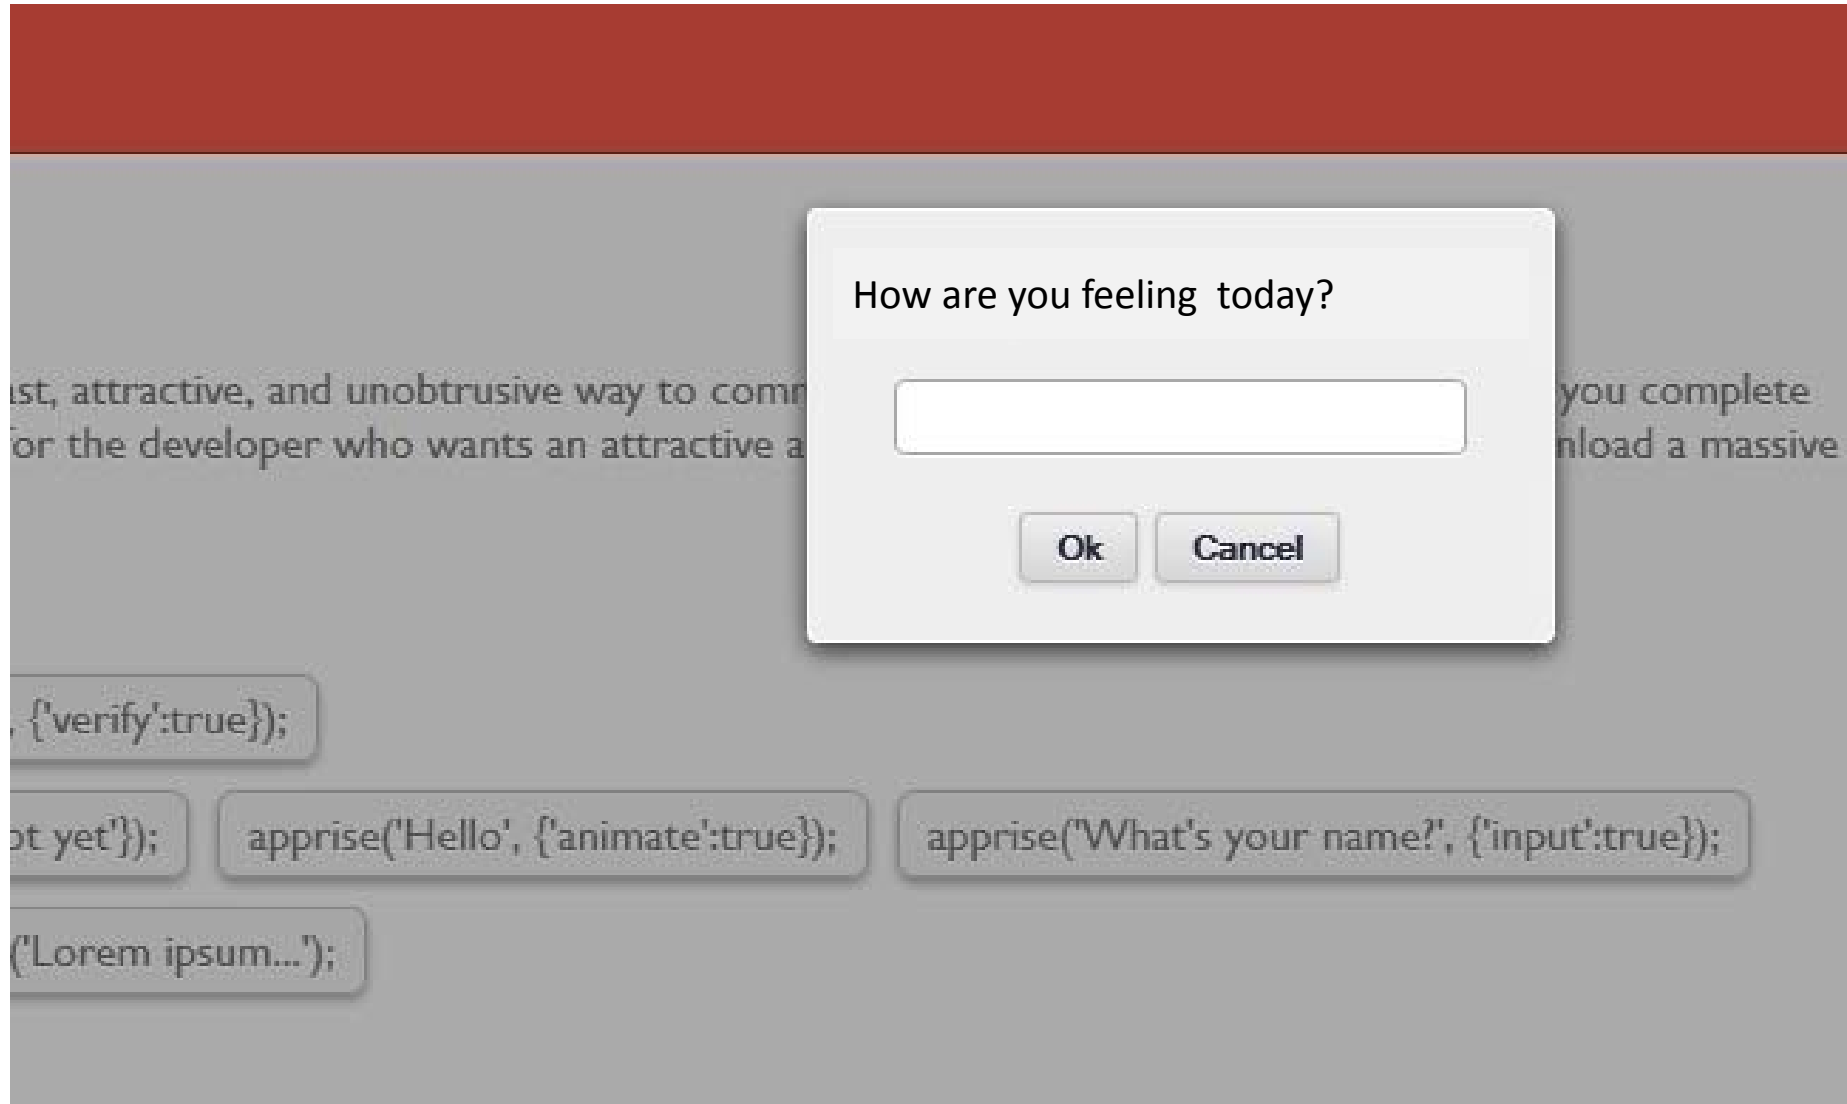 How are you feeling  today?
Ok Cancel
st, attractive, and unobtrusive way to com you complete
or the developer who wants an attractive a nload a massive
, {'verify':true});
ot yet'}); apprise('Hello', {'animate':true}); apprise('What's your name?', {'input':true});
('Lorem ipsum...');